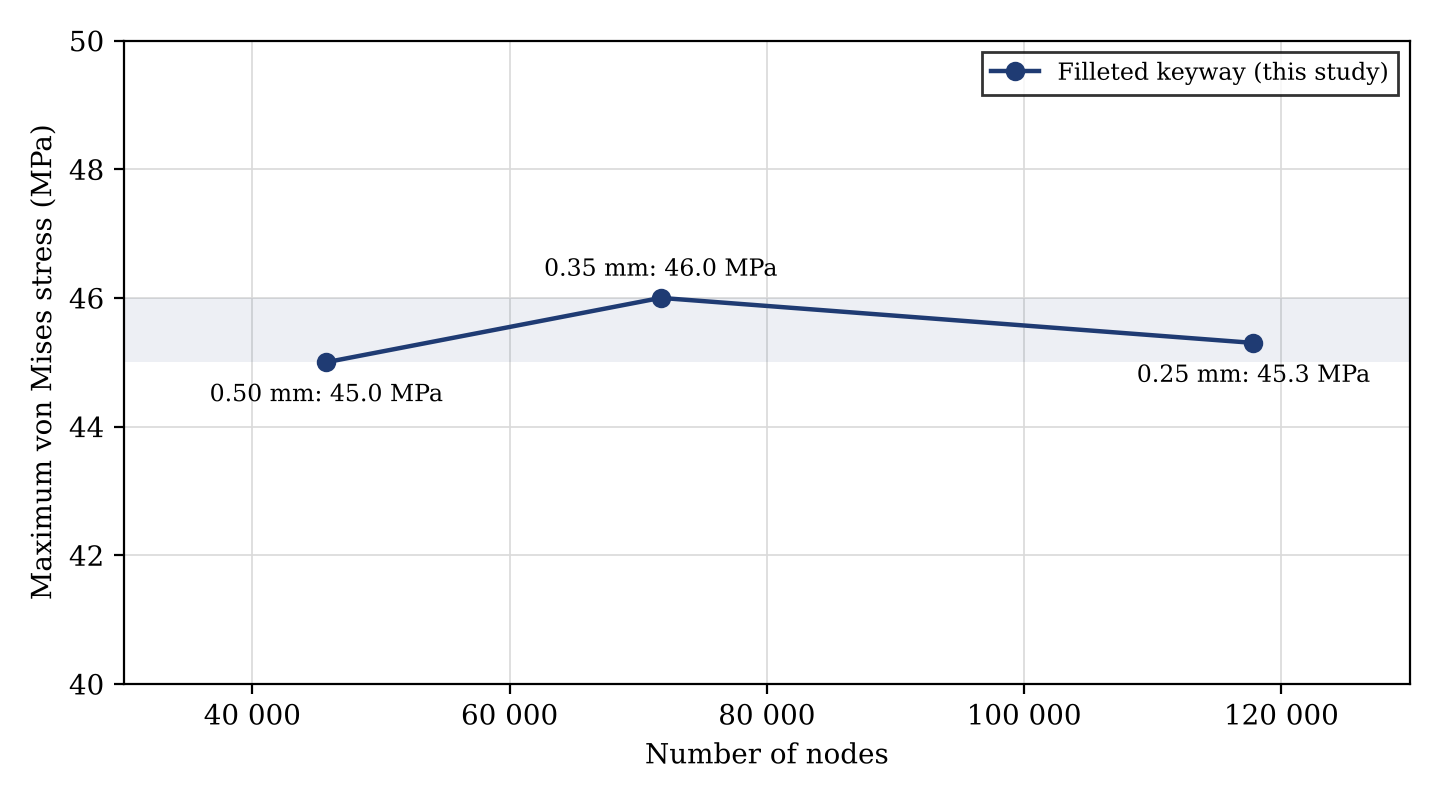 Filleted keyway (this study)
Maximum von Mises stress (MPa)
50
48
46
44
42
40
0.35 mm: 46.0 MPa
0.50 mm: 45.0 MPa
0.25 mm: 45.3 MPa
40 000
60 000
80 000
100 000
120 000
Number of nodes